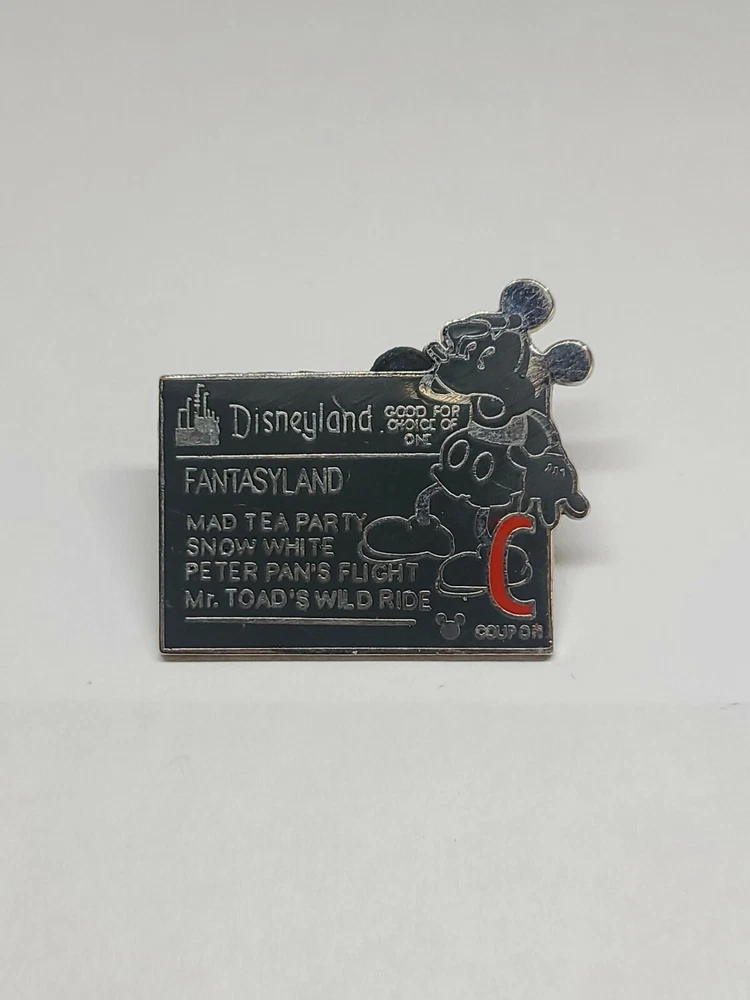 Disneyland
GOOD FOR
CHOICE OF
ONE
FANTASYLAND
MAD TEA PARTY
SNOW WHITE
PETER PAN'S FLIGHT
Mr. TOAD'S WILD RIDE
C
COUPON